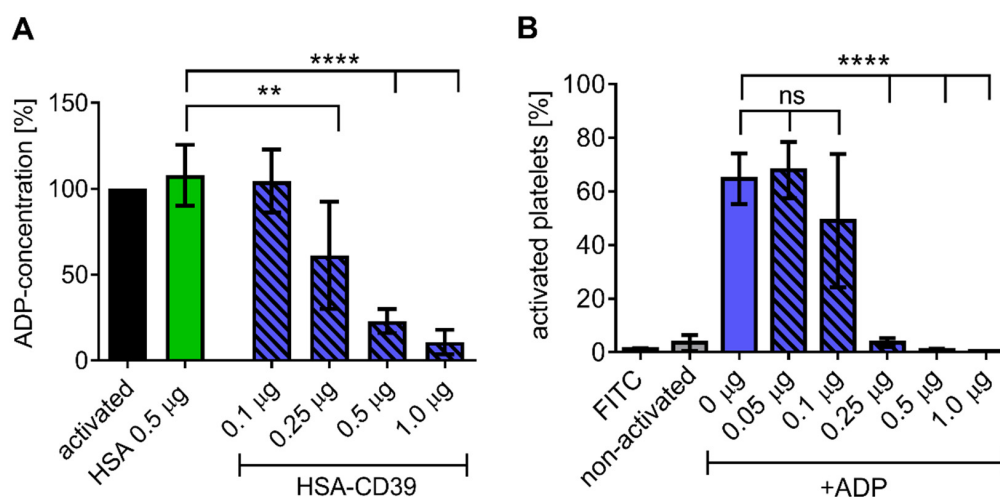 A
ADP-concentration [%]
150
100
50
0
****
**
activated
HSA 0.5 µg
0.1 µg
0.25 µg
0.5 µg
1.0 µg
HSA-CD39
B
activated platelets [%]
100
80
60
40
20
0
****
ns
FITC
non-activated
0 µg
0.05 µg
0.1 µg
0.25 µg
0.5 µg
1.0 µg
+ADP